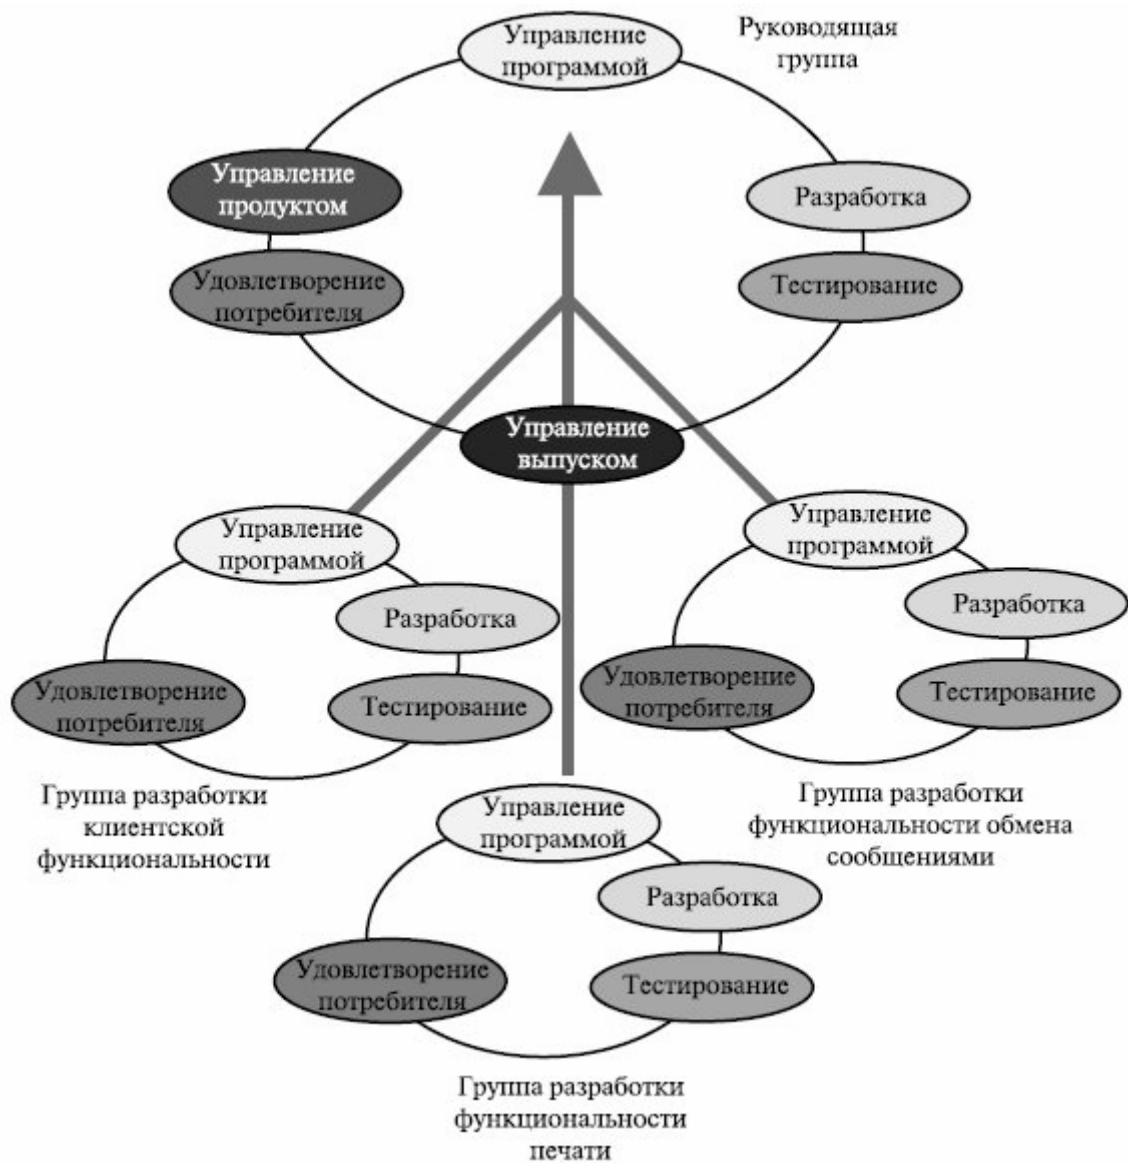 Управление
программой
Руководящая
группа
Управление
продуктом
Разработка
Удовлетворение
потребителя
Тестирование
Управление
выпуском
Управление
программой
Разработка
Удовлетворение
потребителя
Тестирование
Группа разработки
клиентской
функциональности
Управление
программой
Разработка
Удовлетворение
потребителя
Тестирование
Группа разработки
функциональности обмена
сообщениями
Управление
программой
Разработка
Удовлетворение
потребителя
Тестирование
Группа разработки
функциональности
печати